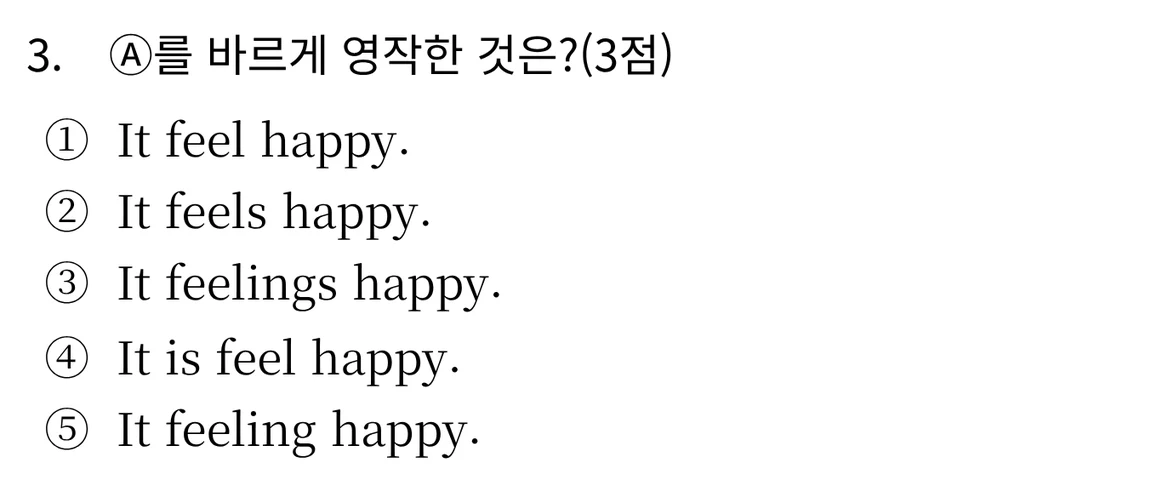 3. Ⓐ를 바르게 영작한 것은?(3점)
① It feel happy.
② It feels happy.
③ It feelings happy.
④ It is feel happy.
⑤ It feeling happy.